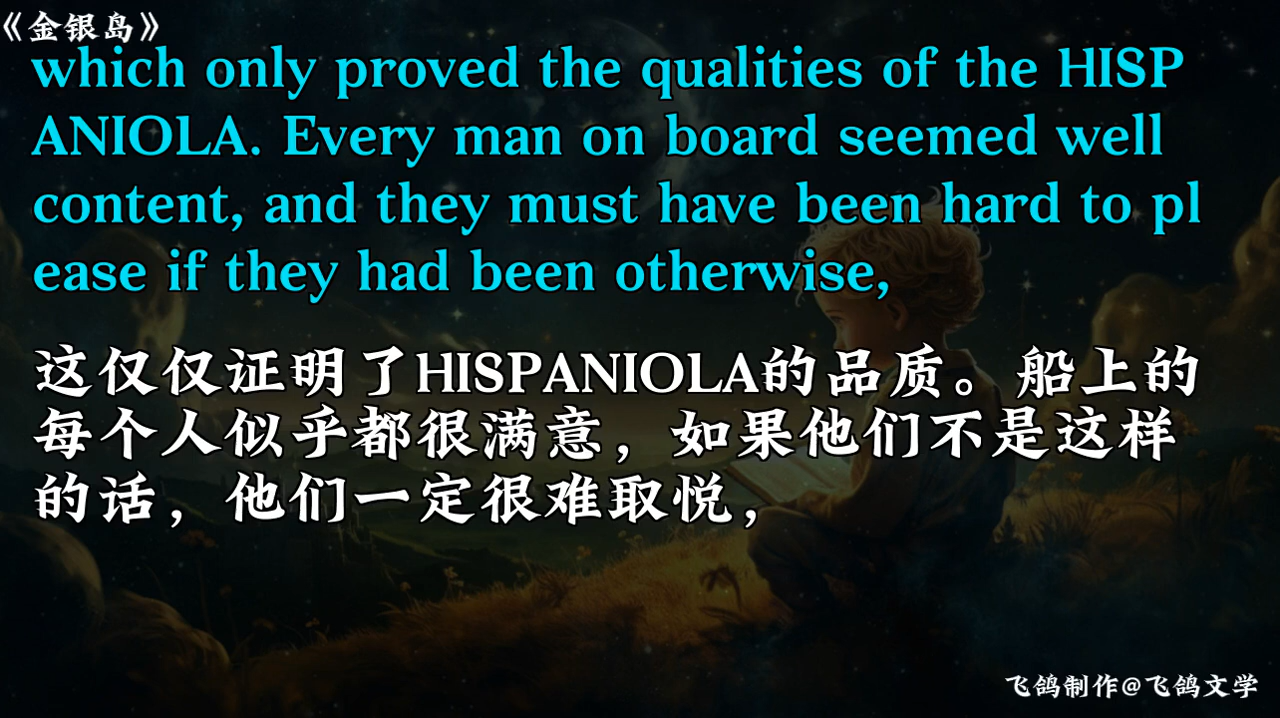 《金银岛》
which only proved the qualities of the HISP
ANIOLA. Every man on board seemed well
content, and they must have been hard to pl
ease if they had been otherwise,
这仅仅证明了HISPANIOLA的品质。船上的
每个人似乎都很满意，如果他们不是这样
的话，他们一定很难取悦，
飞鸽制作@飞鸽文学